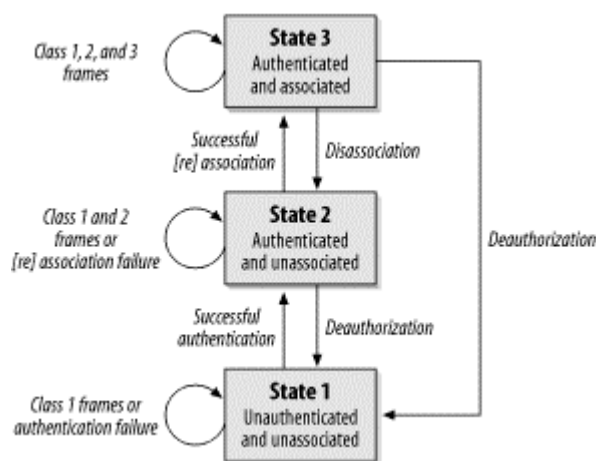 State 3
Authenticated
and associated
Class 1, 2, and 3
frames
Successful
[re] association
Disassociation
State 2
Authenticated
and unassociated
Class 1 and 2
frames or
[re] association failure
Deauthorization
Successful
authentication
Deauthorization
State 1
Unauthenticated
and unassociated
Class 1 frames or
authentication failure